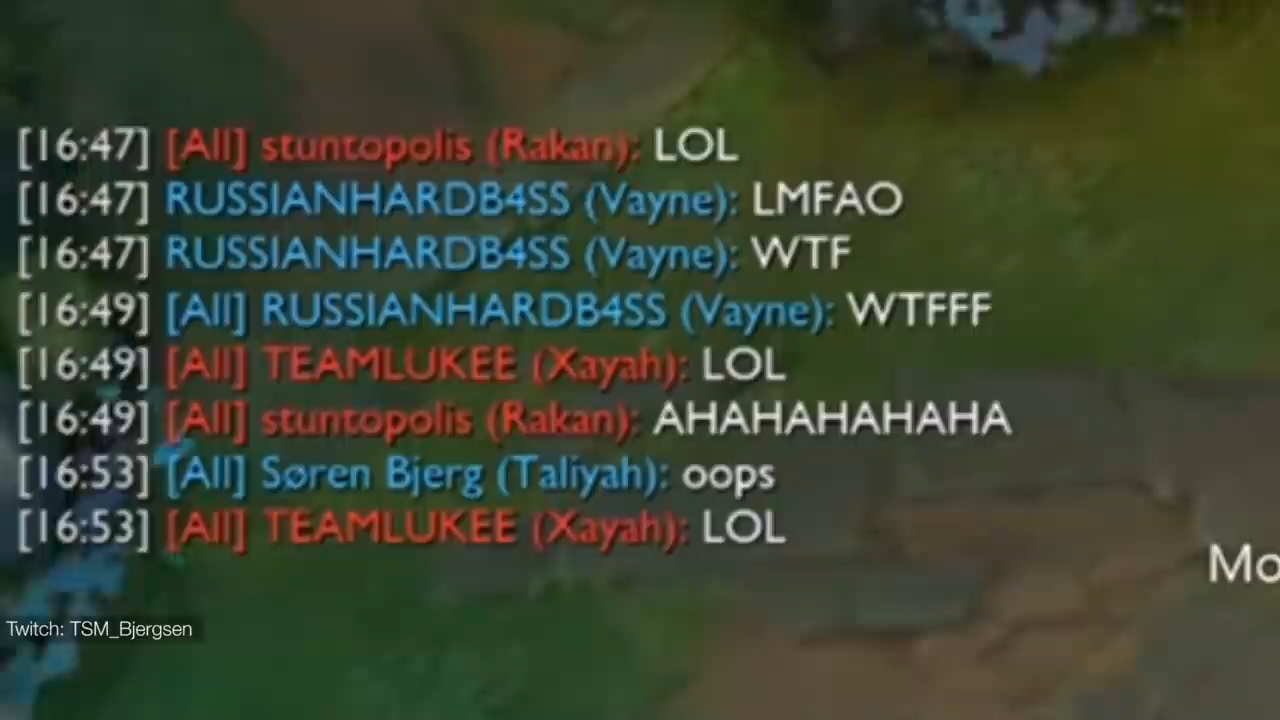 [16:47] [All] stuntopolis (Rakan): LOL
[16:47] RUSSIANHARDB4SS (Vayne): LMFAO
[16:47] RUSSIANHARDB4SS (Vayne): WTF
[16:49] [All] RUSSIANHARDB4SS (Vayne): WTFFF
[16:49] [All] TEAMLUKEE (Xayah): LOL
[16:49] [All] stuntopolis (Rakan): AHAHAHAHAHA
[16:53] [All] Søren Bjerg (Taliyah): oops
[16:53] [All] TEAMLUKEE (Xayah): LOL
Mo
Twitch: TSM_Bjergsen